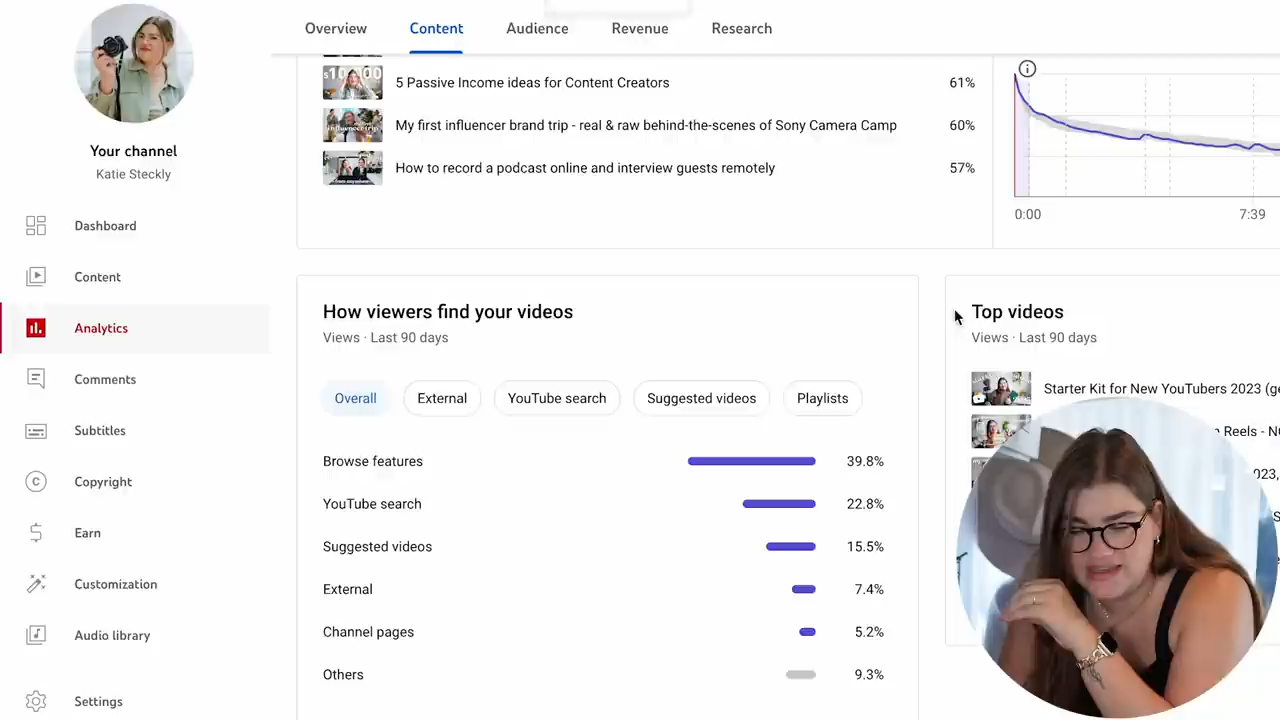 Overview Content Audience Revenue Research
Your channel
Katie Steckly
Dashboard
Content
Analytics
Comments
Subtitles
Copyright
Earn
Customization
Audio library
Settings
5 Passive Income ideas for Content Creators 61%
My first influencer brand trip - real & raw behind-the-scenes of Sony Camera Camp 60%
How to record a podcast online and interview guests remotely 57%
0:00 7:39
How viewers find your videos
Views · Last 90 days
Overall External YouTube search Suggested videos Playlists
Browse features 39.8%
YouTube search 22.8%
Suggested videos 15.5%
External 7.4%
Channel pages 5.2%
Others 9.3%
Top videos
Views · Last 90 days
Starter Kit for New YouTubers 2023 (ge
Reels - NO
023,